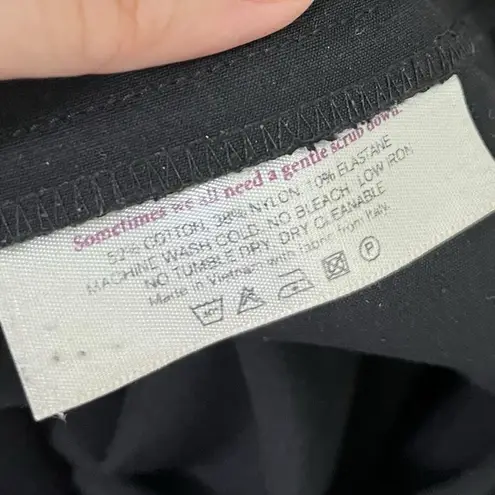 Sometimes we all need a gentle scrub down.
52% COTTON, 38% NYLON, 10% ELASTANE
MACHINE WASH COLD, NO BLEACH, LOW IRON
NO TUMBLE DRY, DRY CLEANABLE
Made in Vietnam with fabric from Italy.
P